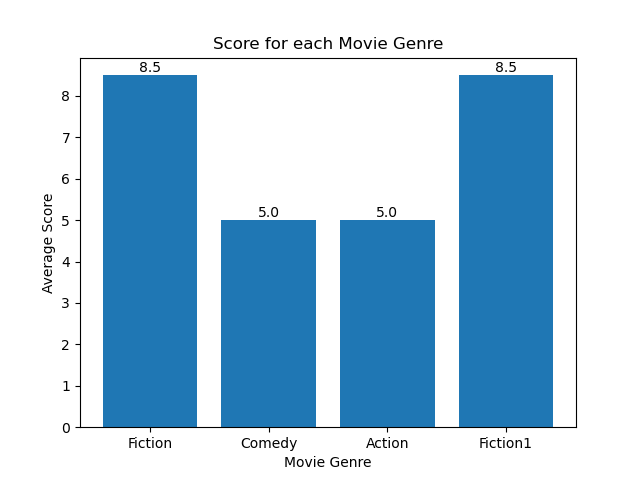 Score for each Movie Genre
8.5
5.0
5.0
8.5
8
7
6
5
4
3
2
1
0
Average Score
Fiction
Comedy
Action
Fiction1
Movie Genre